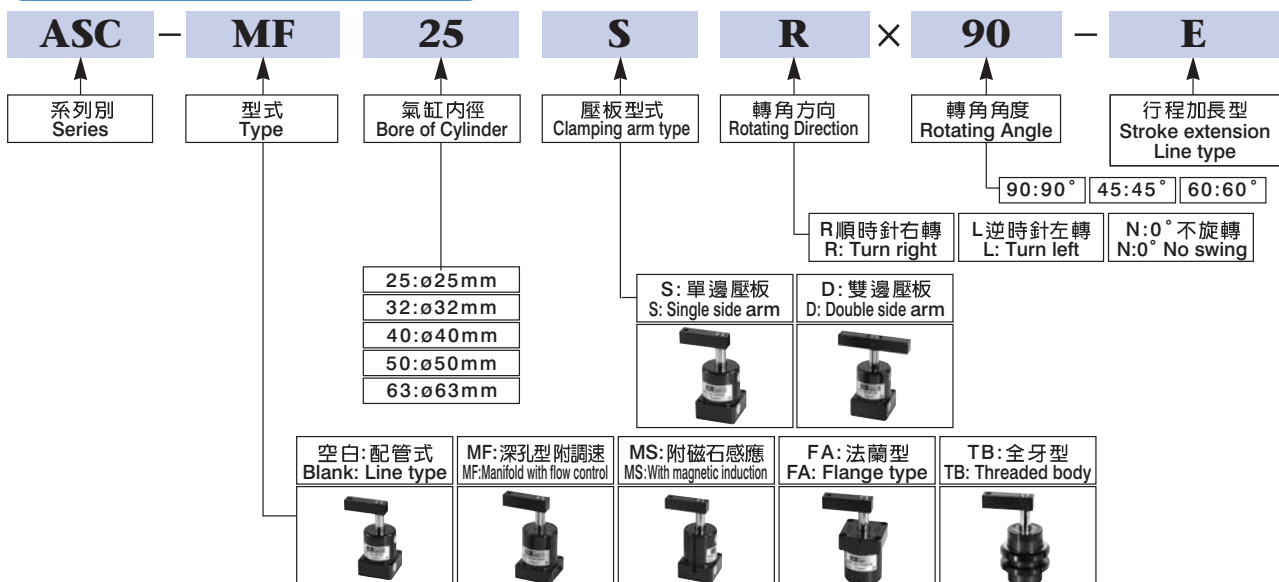 ASC – MF 25 S R × 90 – E
系列別
Series
型式
Type
氣缸內徑
Bore of Cylinder
壓板型式
Clamping arm type
轉角方向
Rotating Direction
轉角角度
Rotating Angle
行程加長型
Stroke extension
Line type
90:90° 45:45° 60:60°
R順時針右轉
R: Turn right
L逆時針左轉
L: Turn left
N:0°不旋轉
N:0° No swing
25:ø25mm
32:ø32mm
40:ø40mm
50:ø50mm
63:ø63mm
S:單邊壓板
S: Single side arm
D:雙邊壓板
D: Double side arm
空白:配管式
Blank: Line type
MF:深孔型附調速
MF:Manifold with flow control
MS:附磁石感應
MS:With magnetic induction
FA:法蘭型
FA: Flange type
TB:全牙型
TB: Threaded body